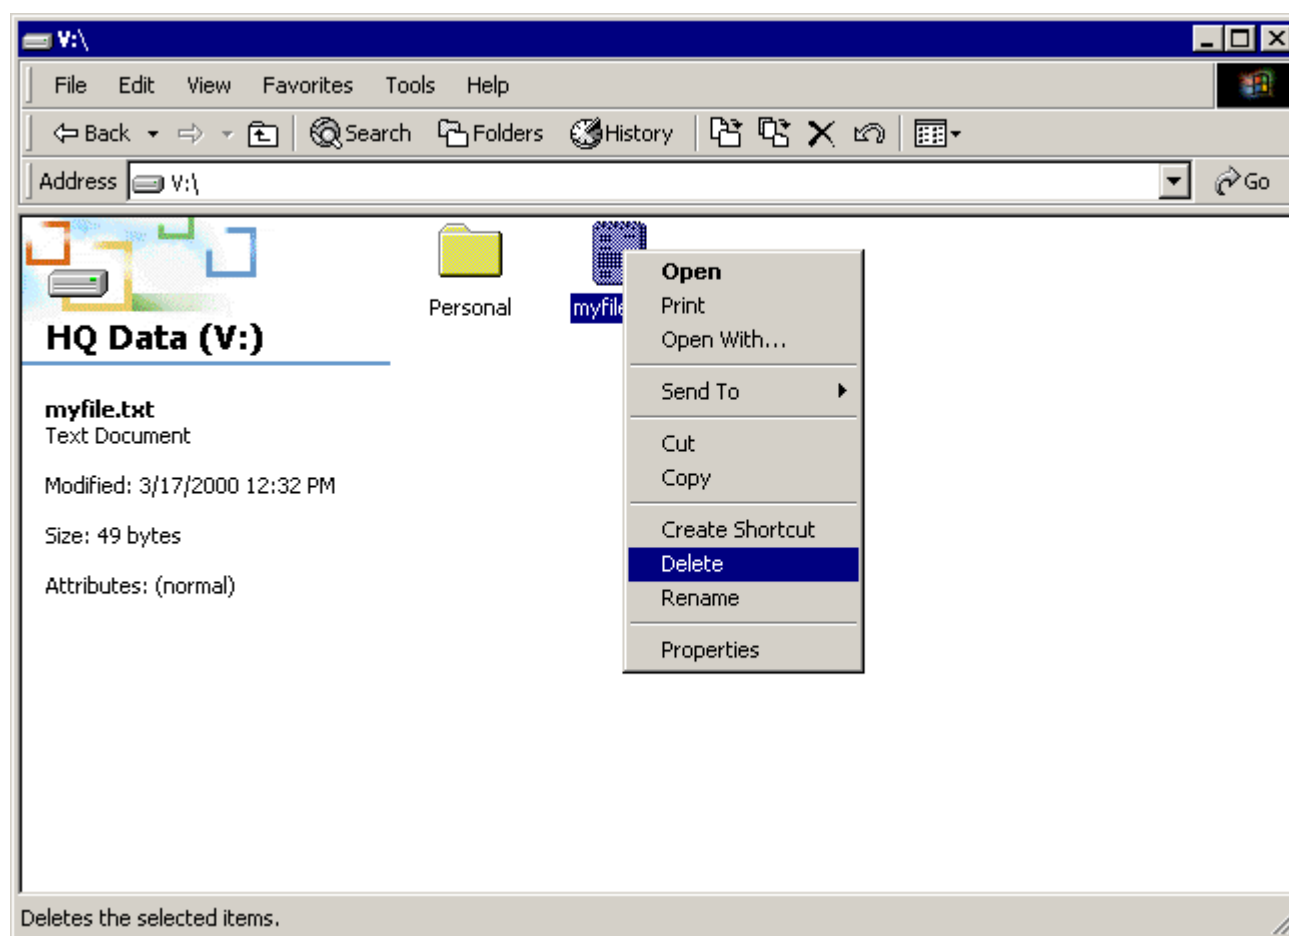 V:\
File Edit View Favorites Tools Help
Back Search Folders History
Address V:\ Go
HQ Data (V:)
myfile.txt
Text Document
Modified: 3/17/2000 12:32 PM
Size: 49 bytes
Attributes: (normal)
Personal
myfile
Open
Print
Open With...
Send To
Cut
Copy
Create Shortcut
Delete
Rename
Properties
Deletes the selected items.